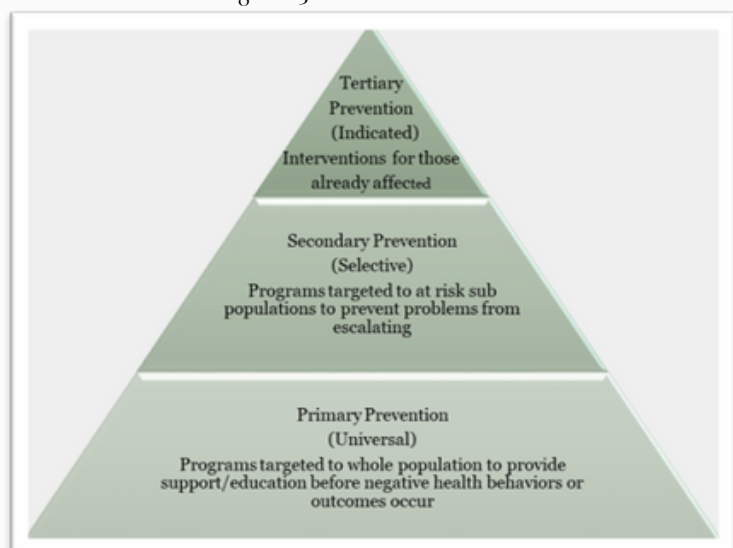 Tertiary
Prevention
(Indicated)
Interventions for those
already affected
Secondary Prevention
(Selective)
Programs targeted to at risk sub
populations to prevent problems from
escalating
Primary Prevention
(Universal)
Programs targeted to whole population to provide
support/education before negative health behaviors or
outcomes occur